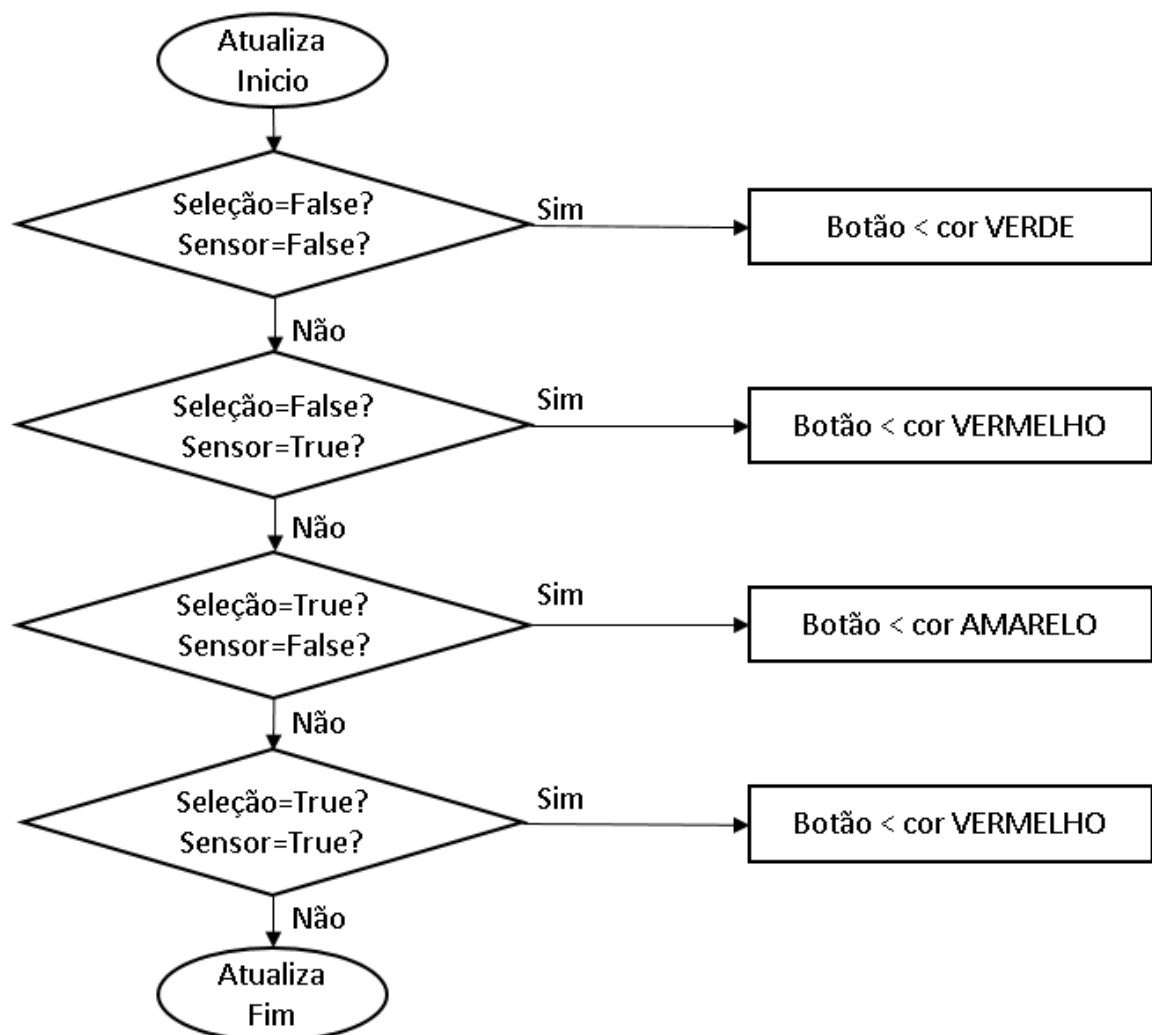 Atualiza
Inicio
Seleção=False?
Sensor=False?
Sim
Botão < cor VERDE
Não
Seleção=False?
Sensor=True?
Sim
Botão < cor VERMELHO
Não
Seleção=True?
Sensor=False?
Sim
Botão < cor AMARELO
Não
Seleção=True?
Sensor=True?
Sim
Botão < cor VERMELHO
Não
Atualiza
Fim